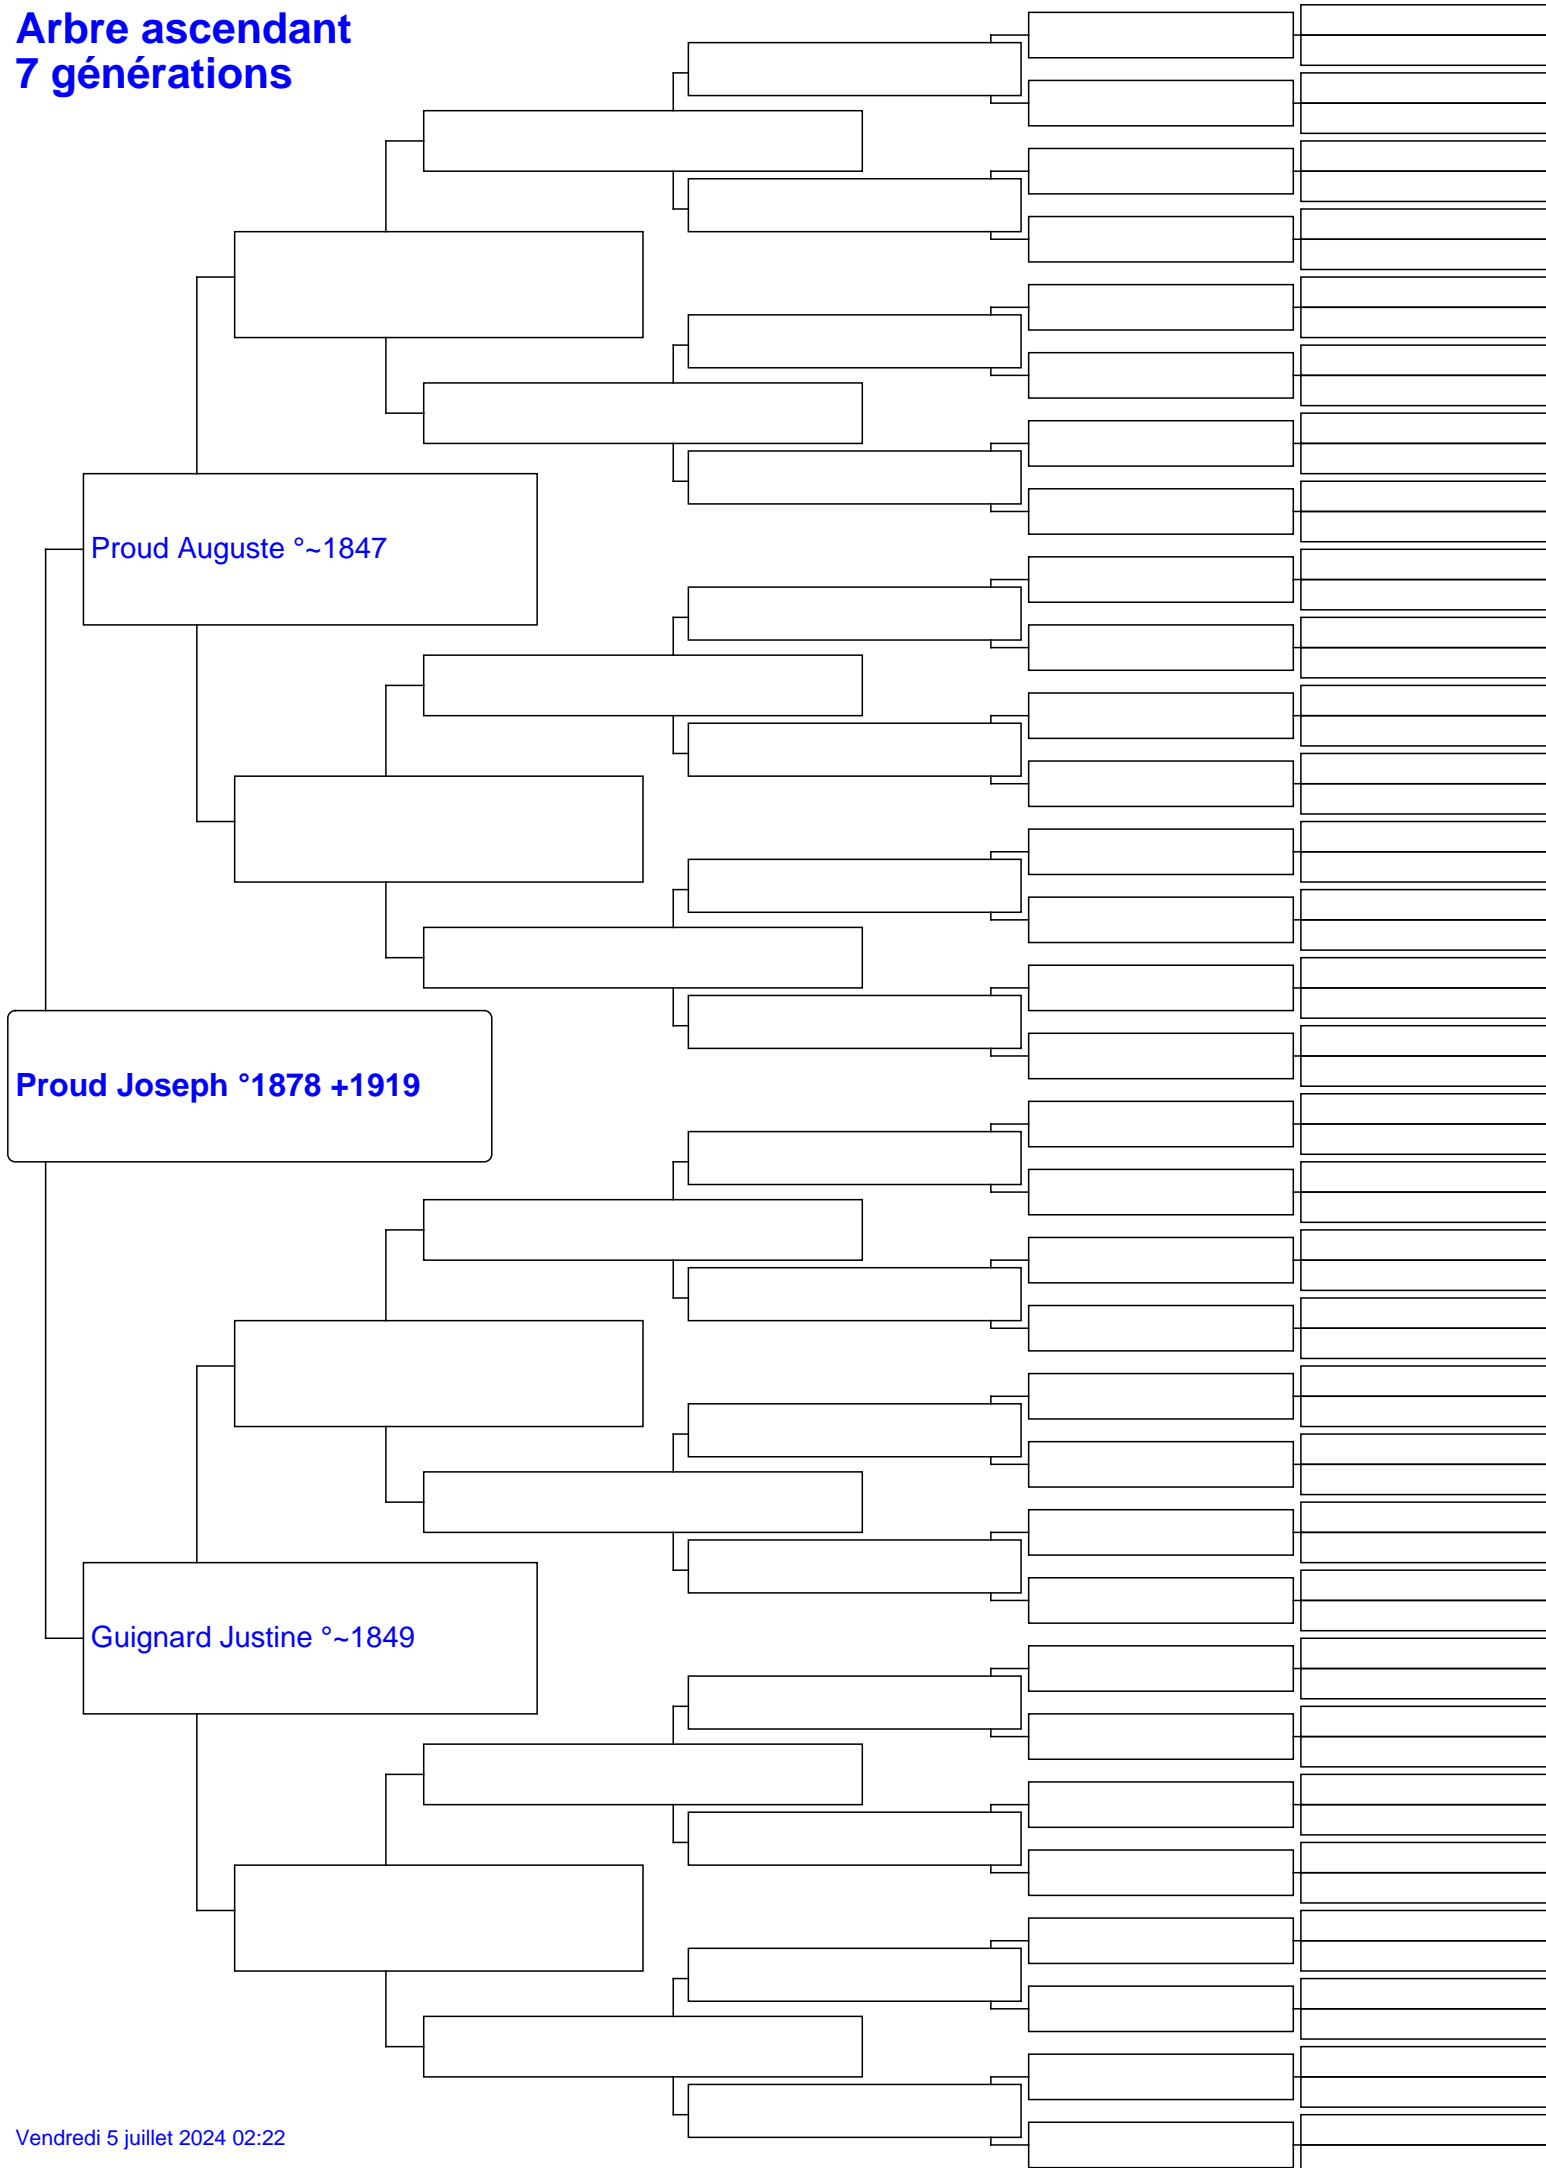 Arbre ascendant
7 générations
Proud Auguste °~1847
Proud Joseph °1878 +1919
Guignard Justine °~1849
Vendredi 5 juillet 2024 02:22